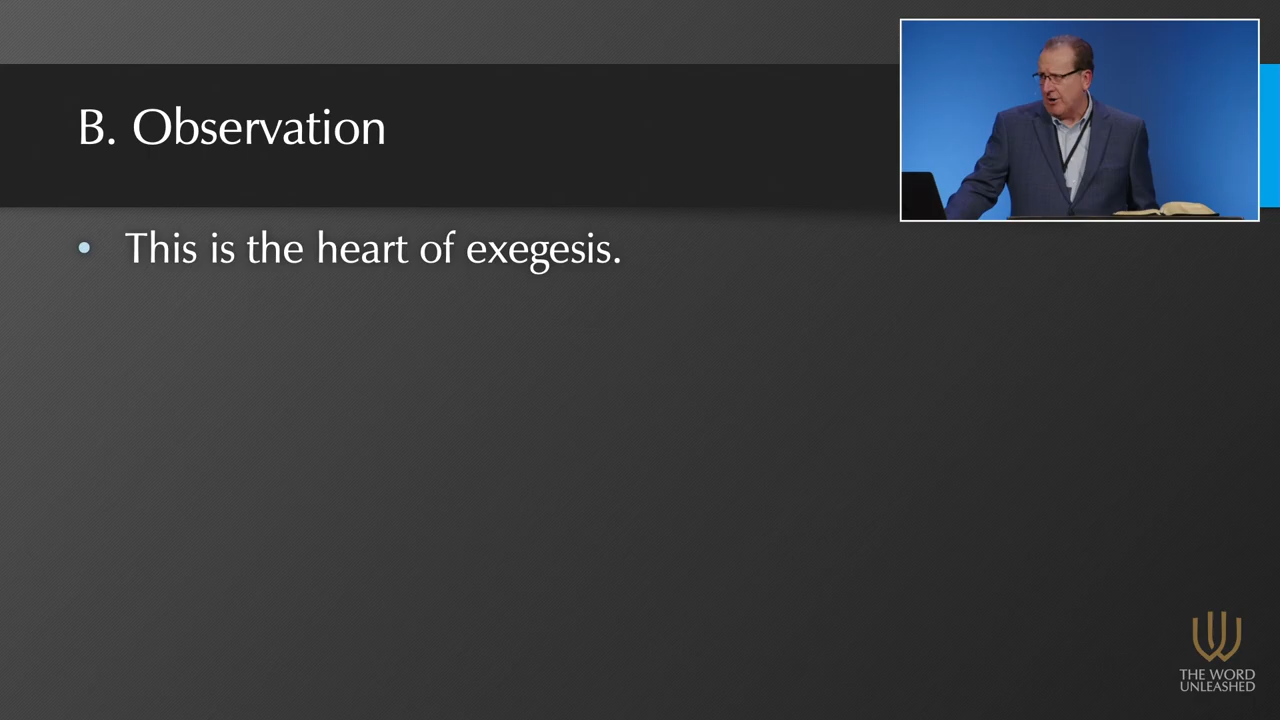 B. Observation
• This is the heart of exegesis.
THE WORD
UNLEASHED